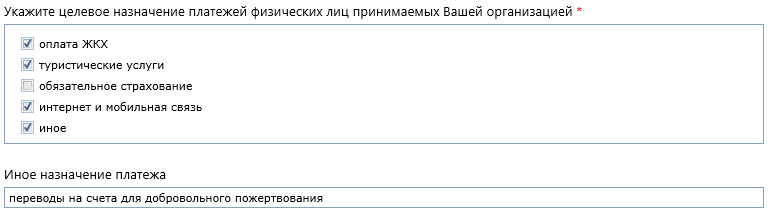 Укажите целевое назначение платежей физических лиц принимаемых Вашей организацией *
оплата ЖКХ
туристические услуги
обязательное страхование
интернет и мобильная связь
иное
Иное назначение платежа
переводы на счета для добровольного пожертвования